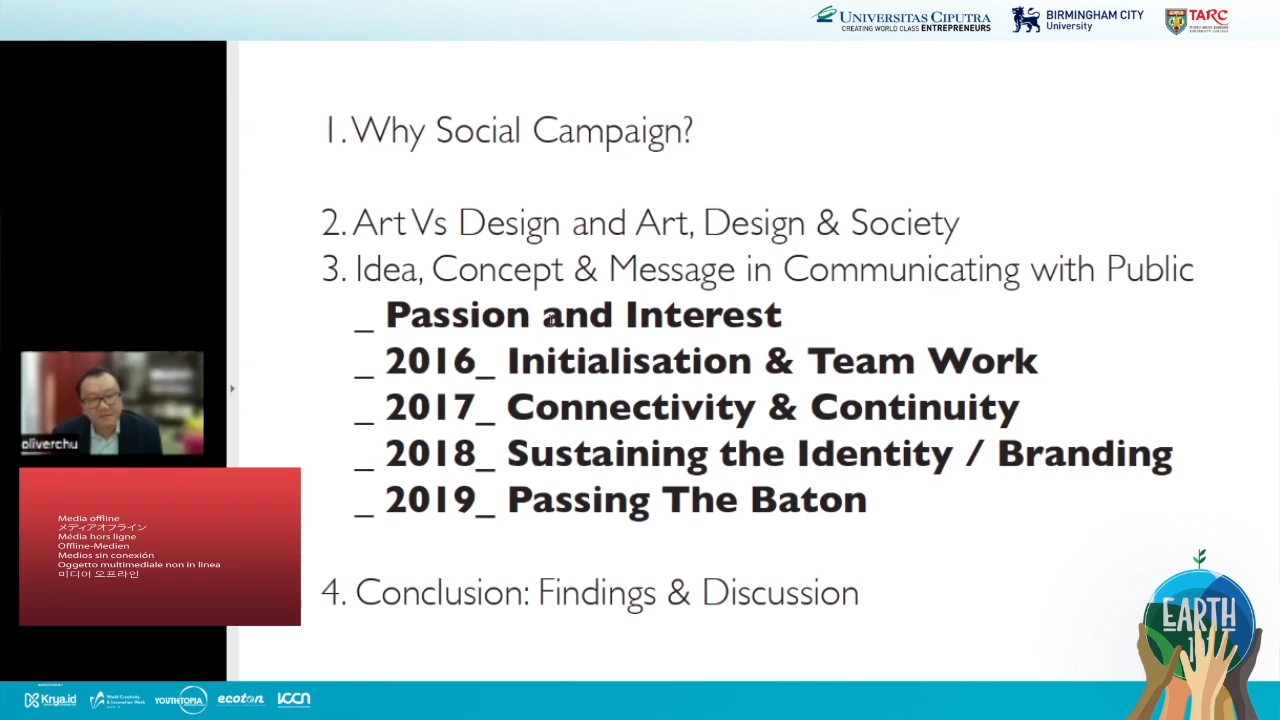 UNIVERSITAS CIPUTRA
CREATING WORLD CLASS ENTREPRENEURS
BIRMINGHAM CITY
University
TARC
1. Why Social Campaign?
2. Art Vs Design and Art, Design & Society
3. Idea, Concept & Message in Communicating with Public
_ Passion and Interest
_ 2016_ Initialisation & Team Work
_ 2017_ Connectivity & Continuity
_ 2018_ Sustaining the Identity / Branding
_ 2019_ Passing The Baton
4. Conclusion: Findings & Discussion
oliverchu
Media offline
メディアオフライン
Média hors ligne
Offline-Medien
Medios sin conexión
Oggetto multimediale non in linea
미디어 오프라인
EARTH
Krya.id
World Creativity
& Innovation Week
YOUTHTOPIA
ecoton
ICCN